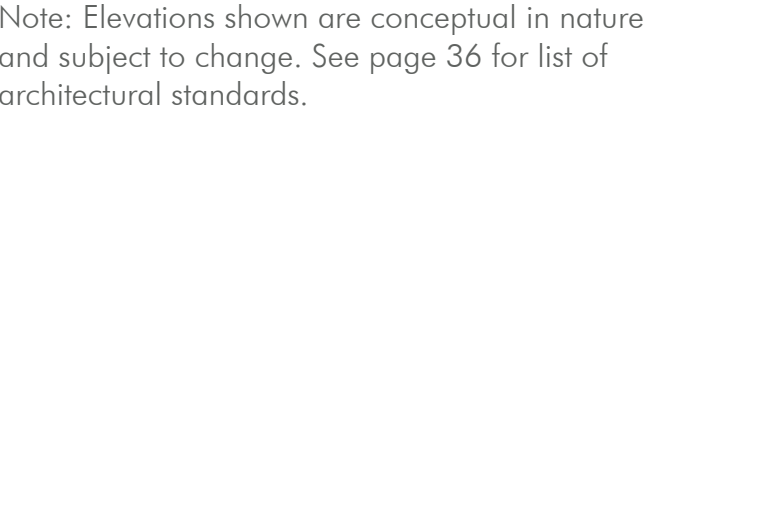 Note: Elevations shown are conceptual in nature
and subject to change. See page 36 for list of
architectural standards.